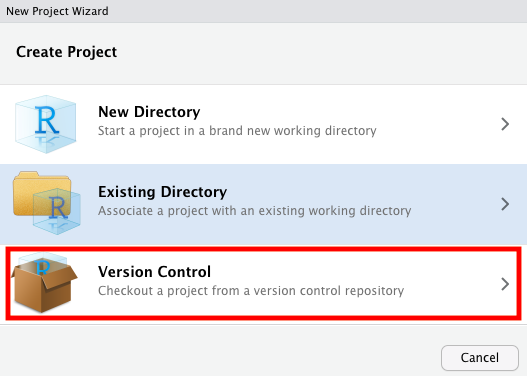 New Project Wizard
Create Project
R
New Directory
Start a project in a brand new working directory
R
Existing Directory
Associate a project with an existing working directory
R
Version Control
Checkout a project from a version control repository
Cancel